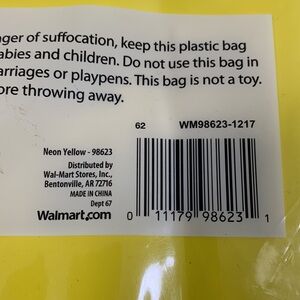 ger of suffocation, keep this plastic bag
abies and children. Do not use this bag in
arriages or playpens. This bag is not a toy.
ore throwing away.
62 WM98623-1217
Neon Yellow - 98623
Distributed by
Wal-Mart Stores, Inc.,
Bentonville, AR 72716
MADE IN CHINA
Dept 67
Walmart.com
0 11179 98623 1